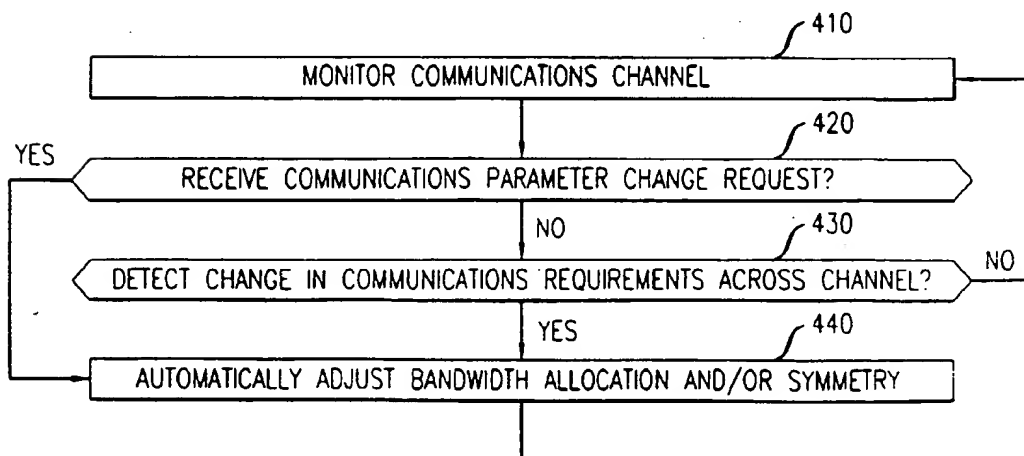 410
MONITOR COMMUNICATIONS CHANNEL
420
YES
RECEIVE COMMUNICATIONS PARAMETER CHANGE REQUEST?
NO
430
DETECT CHANGE IN COMMUNICATIONS REQUIREMENTS ACROSS CHANNEL?
NO
YES
440
AUTOMATICALLY ADJUST BANDWIDTH ALLOCATION AND/OR SYMMETRY